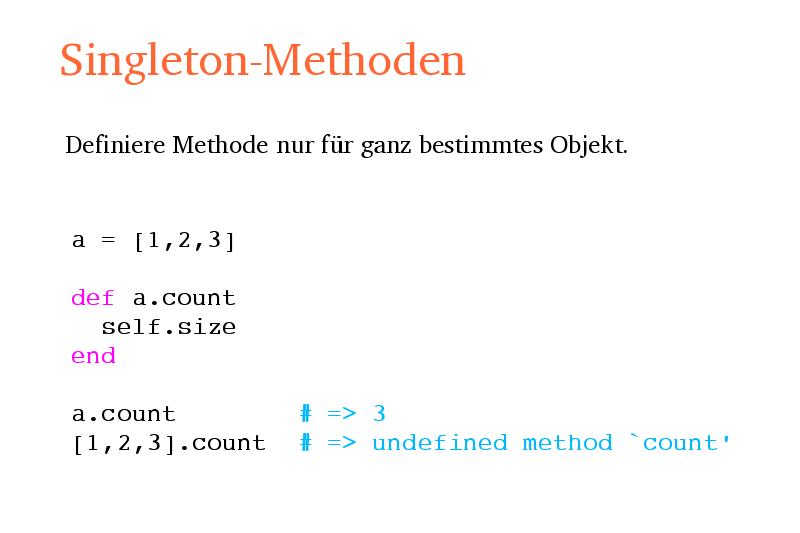 Singleton-Methoden
Definiere Methode nur für ganz bestimmtes Objekt.
a = [1,2,3]
def a.count
  self.size
end
a.count        # => 3
[1,2,3].count  # => undefined method `count'